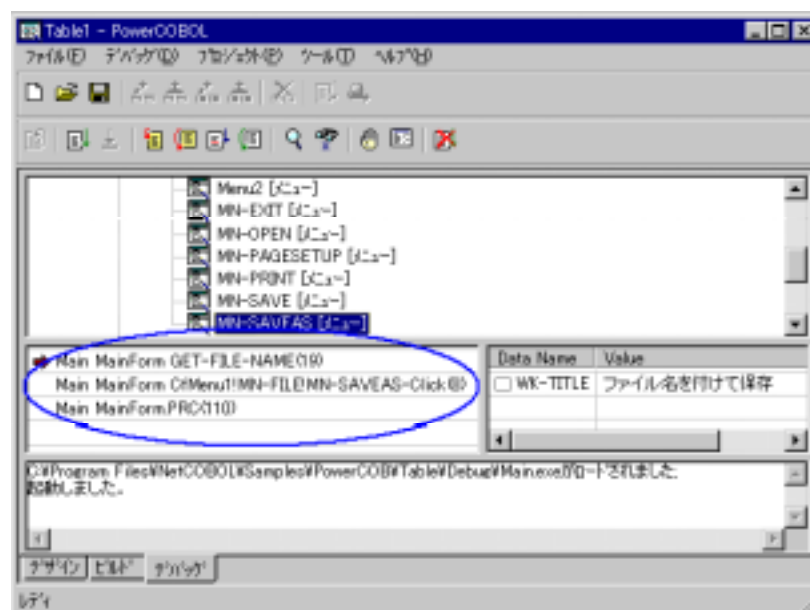 Table1 - PowerCOBOL
ファイル(F) デバッグ(D) プロジェクト(P) ツール(T) ヘルプ(H)
Menu2 [メニュー]
MN-EXIT [メニュー]
MN-OPEN [メニュー]
MN-PAGESETUP [メニュー]
MN-PRINT [メニュー]
MN-SAVE [メニュー]
MN-SAVEAS [メニュー]
Main MainForm GET-FILE-NAME(19)
Main MainForm Cf!Menu1!MN-FILE!MN-SAVEAS-Click(8)
Main MainForm.PRC(110)
Data Name Value
WK-TITLE ファイル名を付けて保存
C:¥Program Files¥NetCOBOL¥Samples¥PowerCOB¥Table¥Debug¥Main.exeがロードされました.
起動しました。
デザイン ビルド デバッグ
レディ